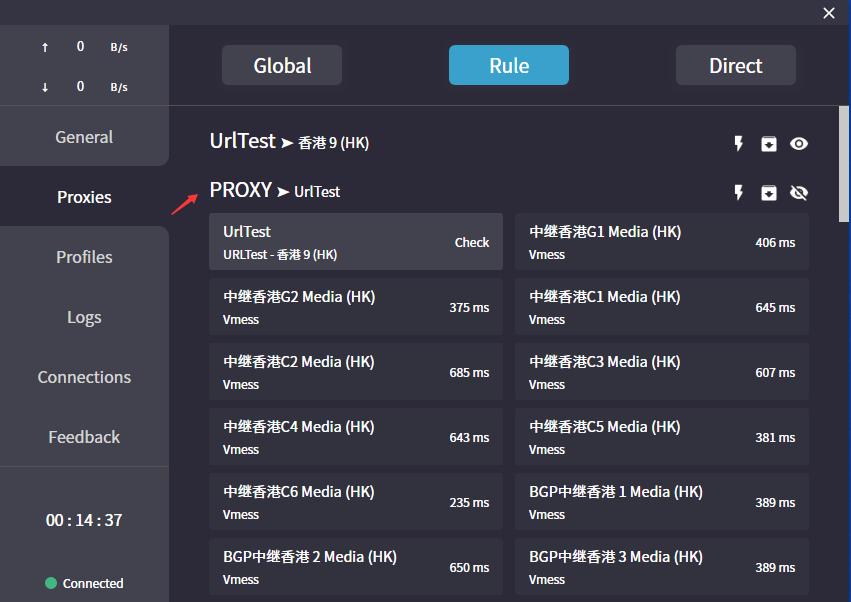 ↑ 0 B/s
↓ 0 B/s
General
Proxies
Profiles
Logs
Connections
Feedback
00 : 14 : 37
Connected
Global
Rule
Direct
UrlTest ➤ 香港 9 (HK)
PROXY ➤ UrlTest
UrlTest
URLTest - 香港 9 (HK)
Check
中继香港G1 Media (HK)
Vmess
406 ms
中继香港G2 Media (HK)
Vmess
375 ms
中继香港C1 Media (HK)
Vmess
645 ms
中继香港C2 Media (HK)
Vmess
685 ms
中继香港C3 Media (HK)
Vmess
607 ms
中继香港C4 Media (HK)
Vmess
643 ms
中继香港C5 Media (HK)
Vmess
381 ms
中继香港C6 Media (HK)
Vmess
235 ms
BGP中继香港 1 Media (HK)
Vmess
389 ms
BGP中继香港 2 Media (HK)
Vmess
650 ms
BGP中继香港 3 Media (HK)
Vmess
389 ms